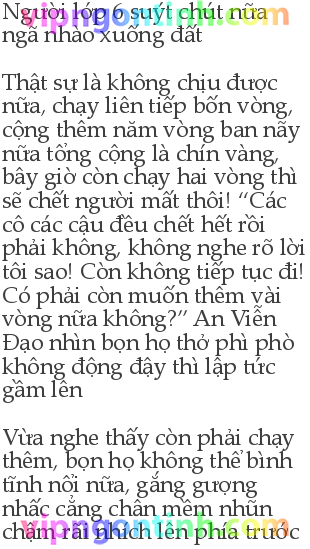 Người lớp 6 suýt chút nữa
ngã nhào xuống đất
Thật sự là không chịu được
nữa, chạy liên tiếp bốn vòng,
cộng thêm năm vòng ban nãy
nữa tổng cộng là chín vàng,
bây giờ còn chạy hai vòng thì
sẽ chết người mất thôi! “Các
cô các cậu đều chết hết rồi
phải không, không nghe rõ lời
tôi sao! Còn không tiếp tục đi!
Có phải còn muốn thêm vài
vòng nữa không?” An Viễn
Đạo nhìn bọn họ thở phì phò
không động đậy thì lập tức
gầm lên
Vừa nghe thấy còn phải chạy
thêm, bọn họ không thể bình
tĩnh nổi nữa, gắng gượng
nhấc cẳng chân mềm nhũn
chậm rãi nhích lên phía trước
vipngontinh.com
vipngontinh.com